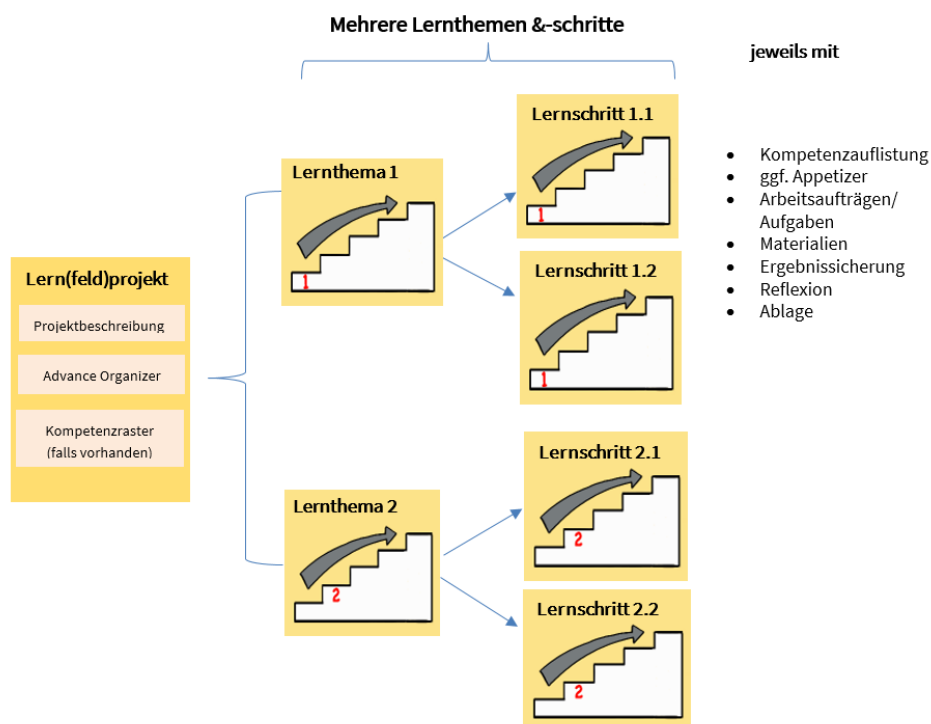 Mehrere Lernthemen &-schritte
jeweils mit
Lern(feld)projekt
Projektbeschreibung
Advance Organizer
Kompetenzraster
(falls vorhanden)
Lernthema 1
1
Lernschritt 1.1
1
Lernschritt 1.2
1
Lernthema 2
2
Lernschritt 2.1
2
Lernschritt 2.2
2
• Kompetenzauflistung
• ggf. Appetizer
• Arbeitsaufträgen/
Aufgaben
• Materialien
• Ergebnissicherung
• Reflexion
• Ablage